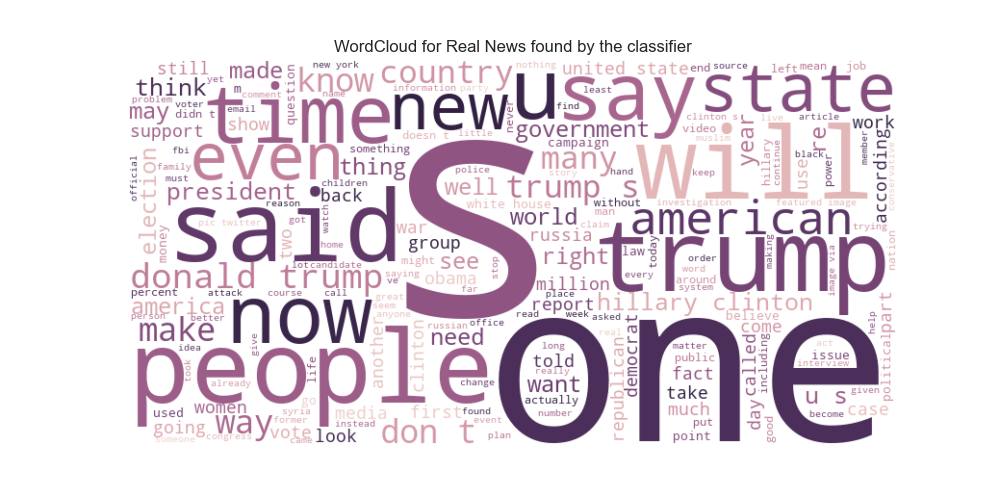 WordCloud for Real News found by the classifier
still made know country united state end source left mean job
new york nothing
think yet m question information party least
time new u say state
problem comment name never find clinton s live article
may voter email show doesn t little video year re work
support didn t government campaign many hillary muslim continue black power member according conservative
election fbi something even thing police story hand keep will use
official family president must children back well trump s white house without investigation featured image trying
reason war world man claim american
pic twitter got watch said S group russia law today making nation
money two home see right order
donald trump lot candidate might obama stop million every word around image via
percent attack course call ve saying far place report system
america great seem anyone read week asked hillary clinton believe help
person better now russian office real democrat come act
make idea need long told matter public called including issue interview political part
people took give life another clinton change really want republican fact one
already actually take day u s given
used women go syria media first found number much good become case
going way former instead event put
someone congress vote came look don t plan point
trump